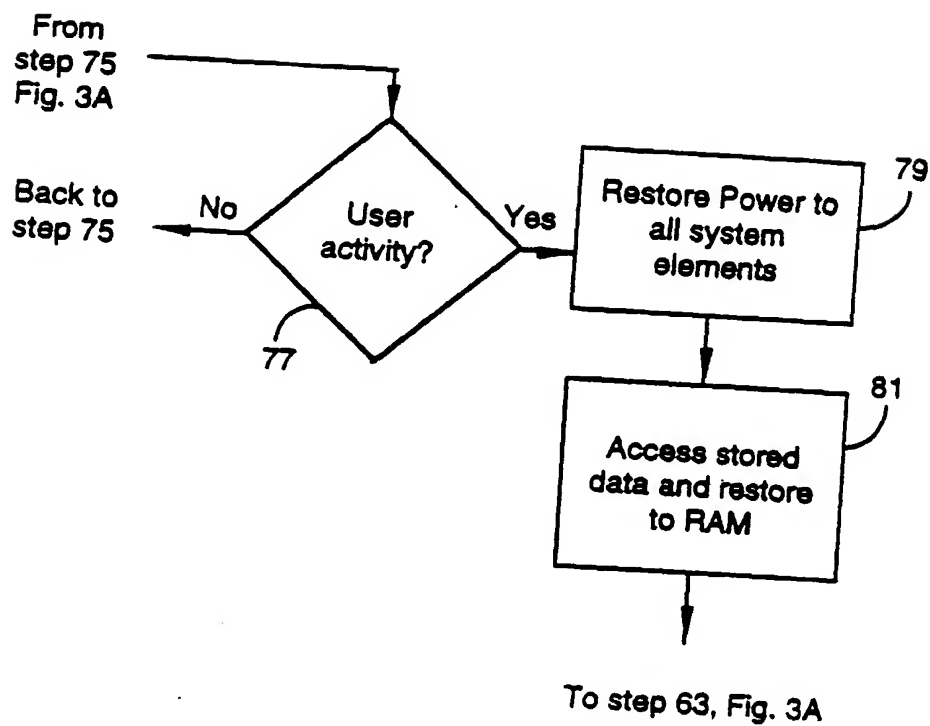 From
step 75
Fig. 3A
Back to
step 75
No
User
activity?
Yes
77
Restore Power to
all system
elements
79
Access stored
data and restore
to RAM
81
To step 63, Fig. 3A